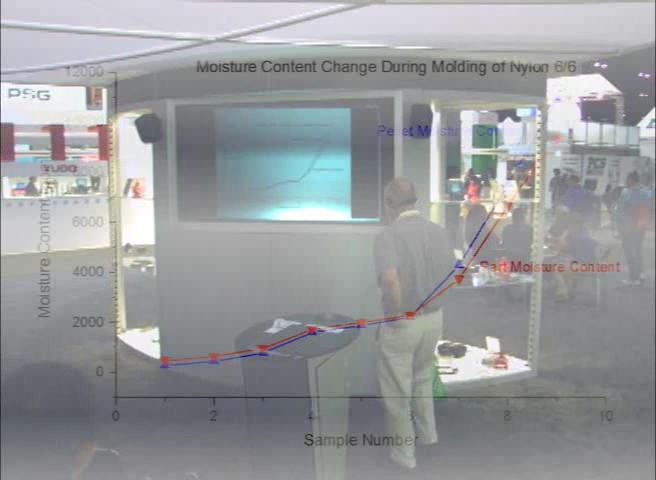 Moisture Content Change During Molding of Nylon 6/6
12000
PSG
Pellet Moisture Content
Moisture Content
6000
4000
Part Moisture Content
2000
0
0
2
4
6
8
10
Sample Number